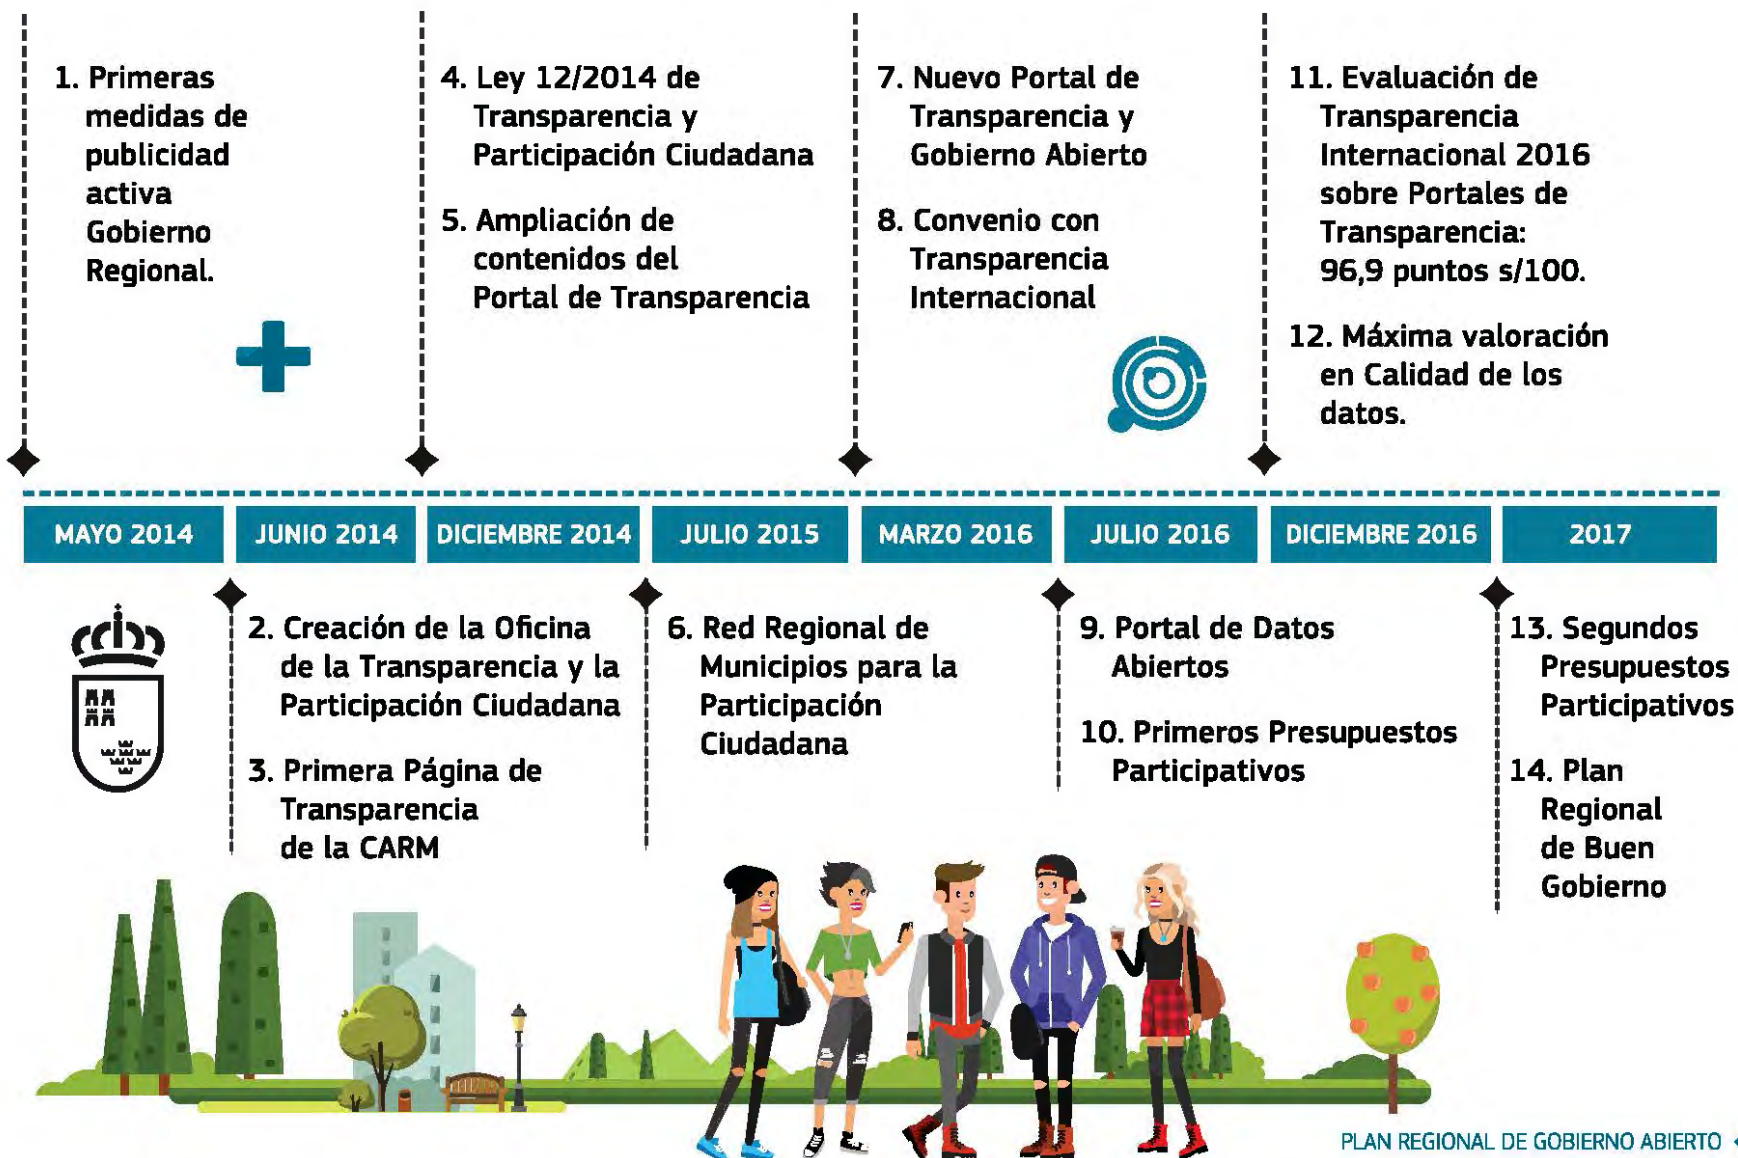 1. Primeras
medidas de
publicidad
activa
Gobierno
Regional.
4. Ley 12/2014 de
Transparencia y
Participación Ciudadana
5. Ampliación de
contenidos del
Portal de Transparencia
7. Nuevo Portal de
Transparencia y
Gobierno Abierto
8. Convenio con
Transparencia
Internacional
11. Evaluación de
Transparencia
Internacional 2016
sobre Portales de
Transparencia:
96,9 puntos s/100.
12. Máxima valoración
en Calidad de los
datos.
MAYO 2014
JUNIO 2014
DICIEMBRE 2014
JULIO 2015
MARZO 2016
JULIO 2016
DICIEMBRE 2016
2017
2. Creación de la Oficina
de la Transparencia y la
Participación Ciudadana
3. Primera Página de
Transparencia
de la CARM
6. Red Regional de
Municipios para la
Participación
Ciudadana
9. Portal de Datos
Abiertos
10. Primeros Presupuestos
Participativos
13. Segundos
Presupuestos
Participativos
14. Plan
Regional
de Buen
Gobierno
PLAN REGIONAL DE GOBIERNO ABIERTO